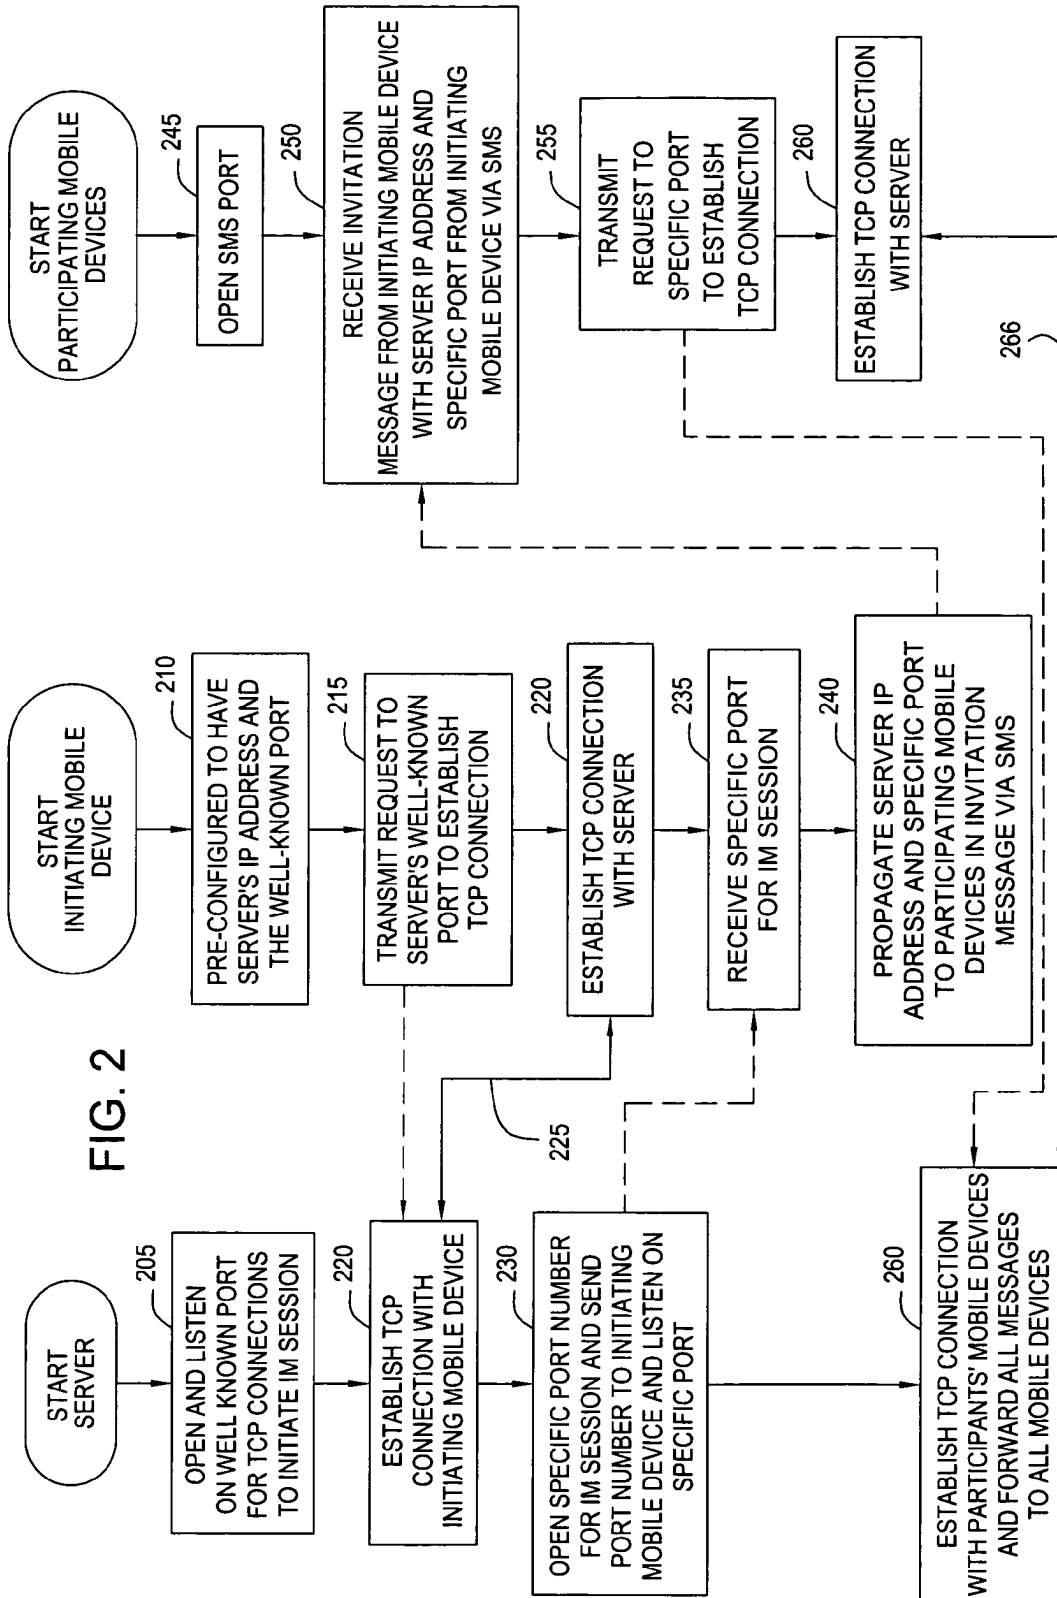 FIG. 2
START
SERVER
205
OPEN AND LISTEN
ON WELL KNOWN PORT
FOR TCP CONNECTIONS
TO INITIATE IM SESSION
220
ESTABLISH TCP
CONNECTION WITH
INITIATING MOBILE DEVICE
230
OPEN SPECIFIC PORT NUMBER
FOR IM SESSION AND SEND
PORT NUMBER TO INITIATING
MOBILE DEVICE AND LISTEN ON
SPECIFIC PORT
260
ESTABLISH TCP CONNECTION
WITH PARTICIPANTS' MOBILE DEVICES
AND FORWARD ALL MESSAGES
TO ALL MOBILE DEVICES
225
START
INITIATING MOBILE
DEVICE
210
PRE-CONFIGURED TO HAVE
SERVER'S IP ADDRESS AND
THE WELL-KNOWN PORT
215
TRANSMIT REQUEST TO
SERVER'S WELL-KNOWN
PORT TO ESTABLISH
TCP CONNECTION
220
ESTABLISH TCP CONNECTION
WITH SERVER
235
RECEIVE SPECIFIC PORT
FOR IM SESSION
240
PROPAGATE SERVER IP
ADDRESS AND SPECIFIC PORT
TO PARTICIPATING MOBILE
DEVICES IN INVITATION
MESSAGE VIA SMS
START
PARTICIPATING MOBILE
DEVICES
245
OPEN SMS PORT
250
RECEIVE INVITATION
MESSAGE FROM INITIATING MOBILE DEVICE
WITH SERVER IP ADDRESS AND
SPECIFIC PORT FROM INITIATING
MOBILE DEVICE VIA SMS
255
TRANSMIT
REQUEST TO
SPECIFIC PORT
TO ESTABLISH
TCP CONNECTION
260
ESTABLISH TCP CONNECTION
WITH SERVER
266